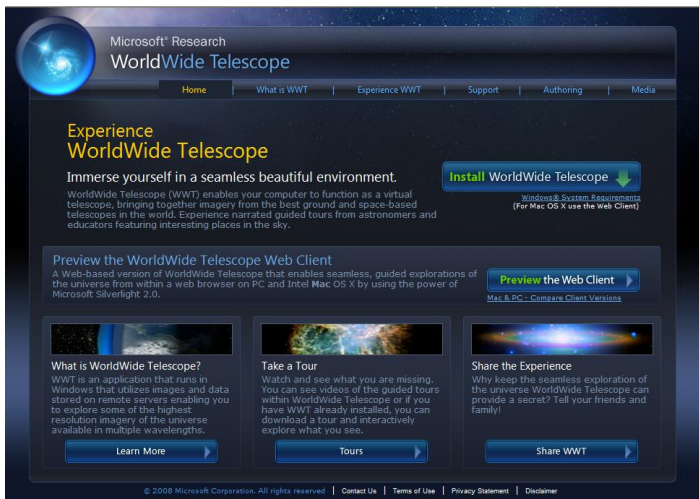 Microsoft® Research
WorldWide Telescope
Home | What is WWT | Experience WWT | Support | Authoring | Media
Experience
WorldWide Telescope
Immerse yourself in a seamless beautiful environment.
WorldWide Telescope (WWT) enables your computer to function as a virtual
telescope, bringing together imagery from the best ground and space-based
telescopes in the world. Experience narrated guided tours from astronomers and
educators featuring interesting places in the sky.
Install WorldWide Telescope
Windows® System Requirements
(For Mac OS X use the Web Client)
Preview the WorldWide Telescope Web Client
A Web-based version of WorldWide Telescope that enables seamless, guided explorations of
the universe from within a web browser on PC and Intel Mac OS X by using the power of
Microsoft Silverlight 2.0.
Preview the Web Client
Mac & PC - Compare Client Versions
What is WorldWide Telescope?
WWT is an application that runs in
Windows that utilizes images and data
stored on remote servers enabling you
to explore some of the highest
resolution imagery of the universe
available in multiple wavelengths.
Learn More
Take a Tour
Watch and see what you are missing.
You can see videos of the guided tours
within WorldWide Telescope or if you
have WWT already installed, you can
download a tour and interactively
explore what you see.
Tours
Share the Experience
Why keep the seamless exploration of
the universe WorldWide Telescope can
provide a secret? Tell your friends and
family!
Share WWT
© 2008 Microsoft Corporation. All rights reserved | Contact Us | Terms of Use | Privacy Statement | Disclaimer